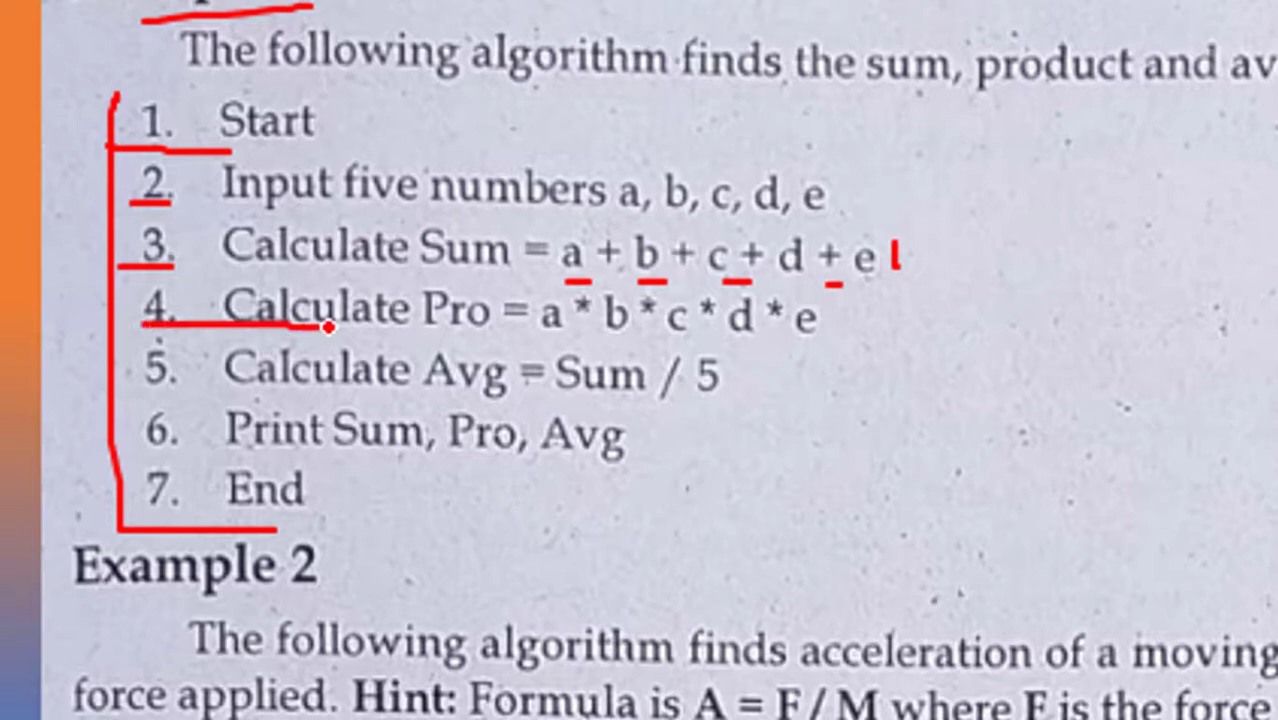 The following algorithm finds the sum, product and av
1. Start
2. Input five numbers a, b, c, d, e
3. Calculate Sum = a + b + c + d + e
4. Calculate Pro = a * b * c * d * e
5. Calculate Avg = Sum / 5
6. Print Sum, Pro, Avg
7. End
Example 2
The following algorithm finds acceleration of a moving
force applied. Hint: Formula is A = F / M where F is the force